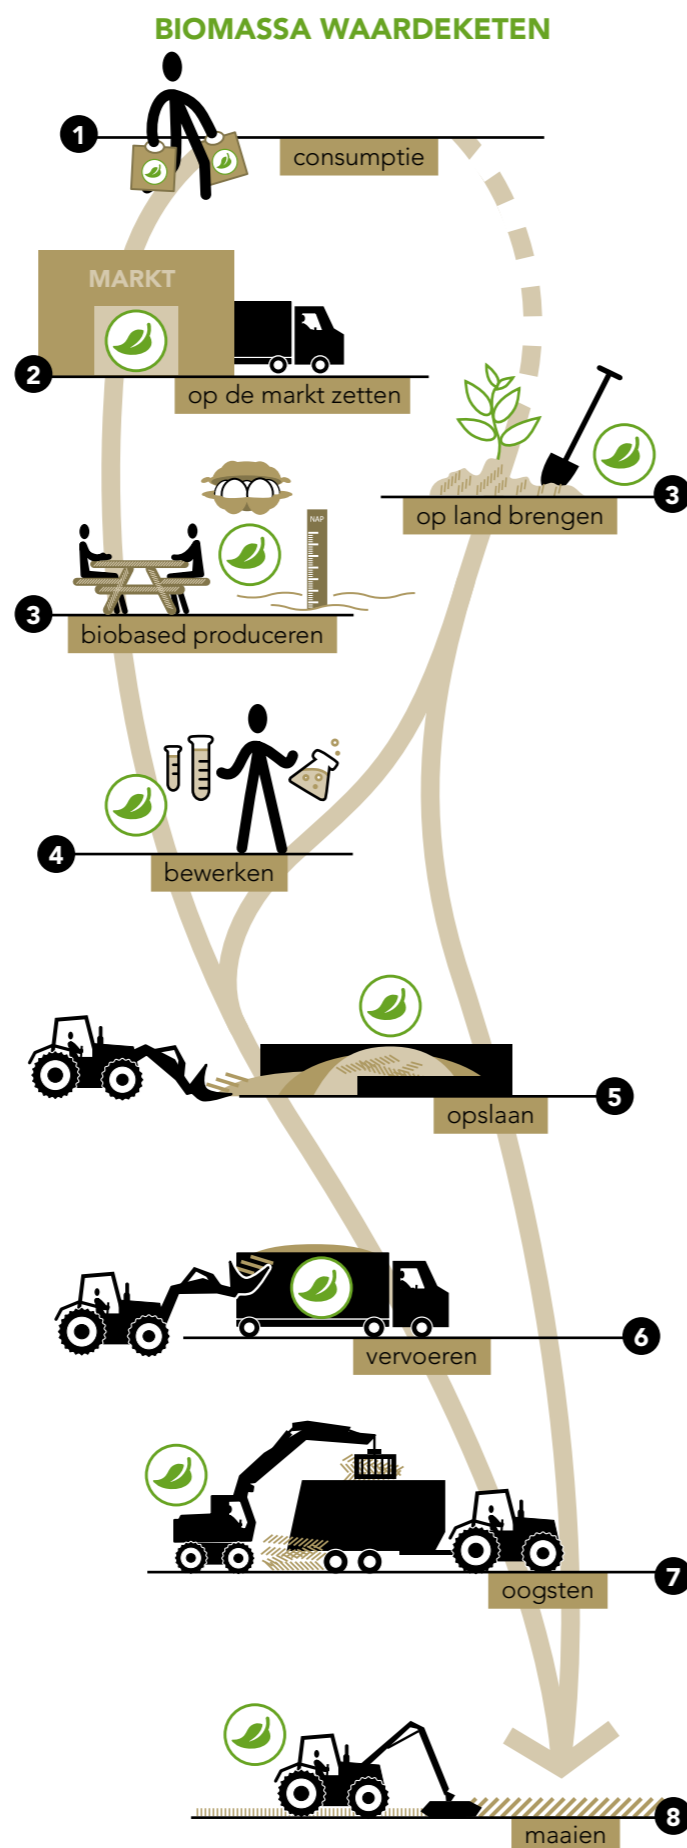 BIOMASSA WAARDEKETEN
1
consumptie
MARKT
2
op de markt zetten
3
op land brengen
NAP
3
biobased produceren
4
bewerken
5
opslaan
6
vervoeren
7
oogsten
8
maaien